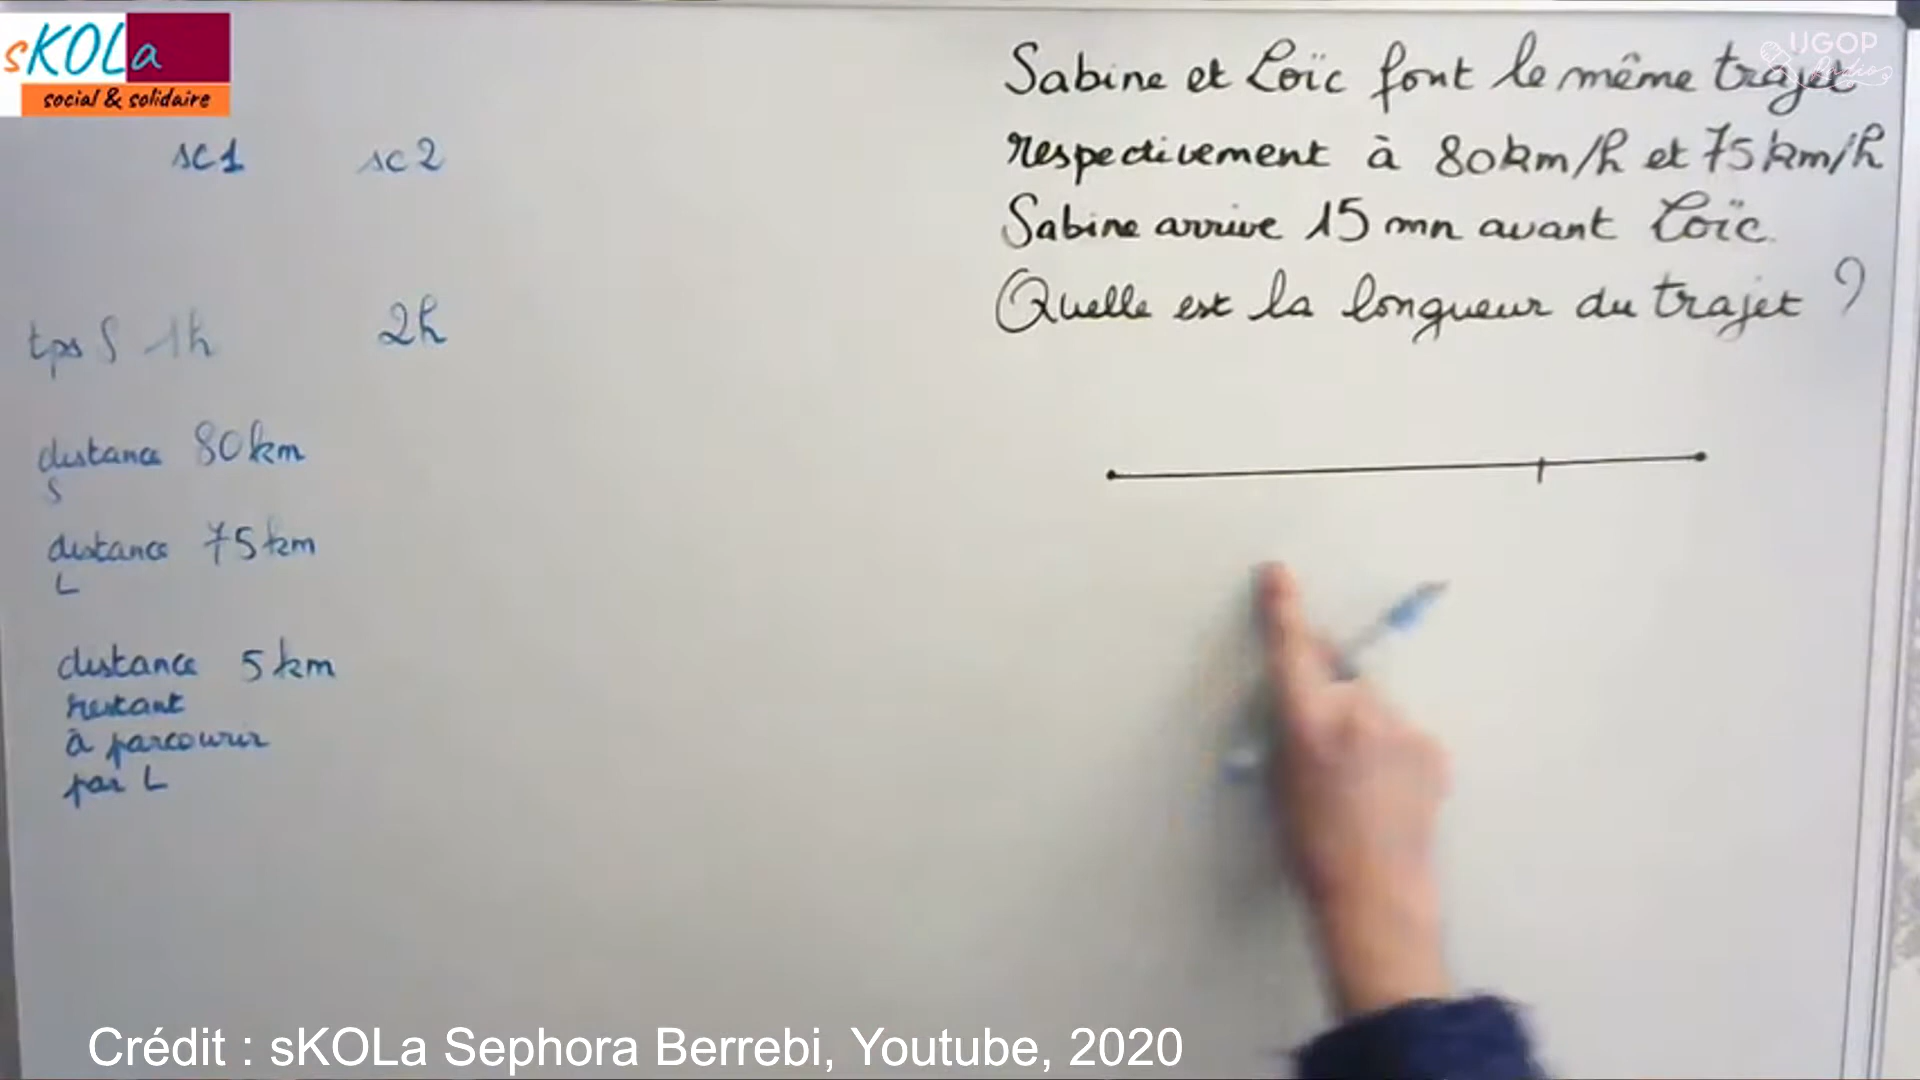 sKOLa
social & solidaire
UGOP
Radio
Sabine et Loïc font le même trajet
respectivement à 80km/h et 75km/h
Sabine arrive 15 mn avant Loïc.
Quelle est la longueur du trajet ?
sc1 sc2
tps S 1h 2h
distance 80km
S
distance 75km
L
distance 5km
restant
à parcourir
par L
Crédit : sKOLa Sephora Berrebi, Youtube, 2020